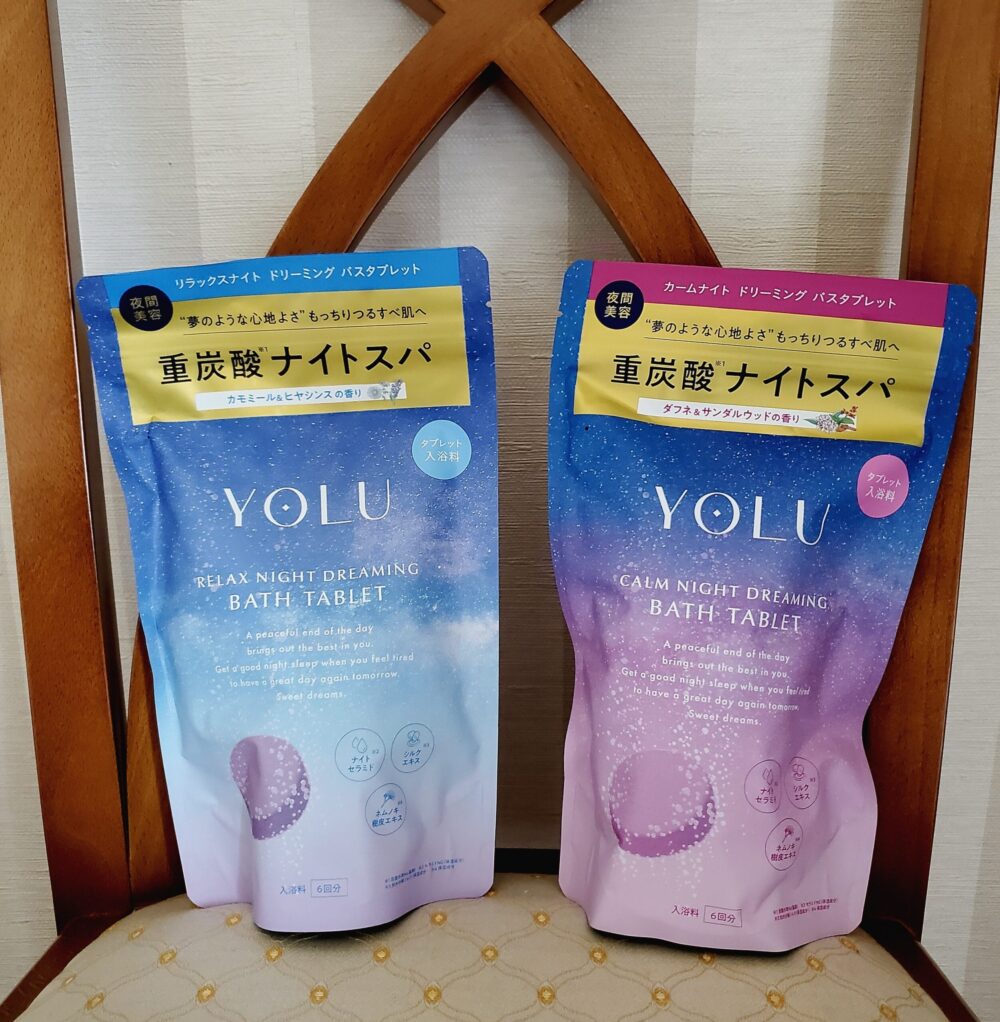 リラックスナイト ドリーミング バスタブレット
夜間
美容
“夢のような心地よさ”もっちりつるすべ肌へ
重炭酸※1ナイトスパ
カモミール&ヒヤシンスの香り
タブレット
入浴料
YOLU
RELAX NIGHT DREAMING
BATH TABLET
A peaceful end of the day
brings out the best in you.
Get a good night sleep when you feel tired
to have a great day again tomorrow.
Sweet dreams.
ナイト
セラミド
※2
シルク
エキス
※3
ネムノキ
樹皮エキス
※4
入浴料 6回分
カームナイト ドリーミング バスタブレット
夜間
美容
“夢のような心地よさ”もっちりつるすべ肌へ
重炭酸※1ナイトスパ
ダフネ&サンダルウッドの香り
タブレット
入浴料
YOLU
CALM NIGHT DREAMING
BATH TABLET
A peaceful end of the day
brings out the best in you.
Get a good night sleep when you feel tired
to have a great day again tomorrow.
Sweet dreams.
ナイト
セラミド
シルク
エキス
※3
ネムノキ
樹皮エキス
入浴料 6回分